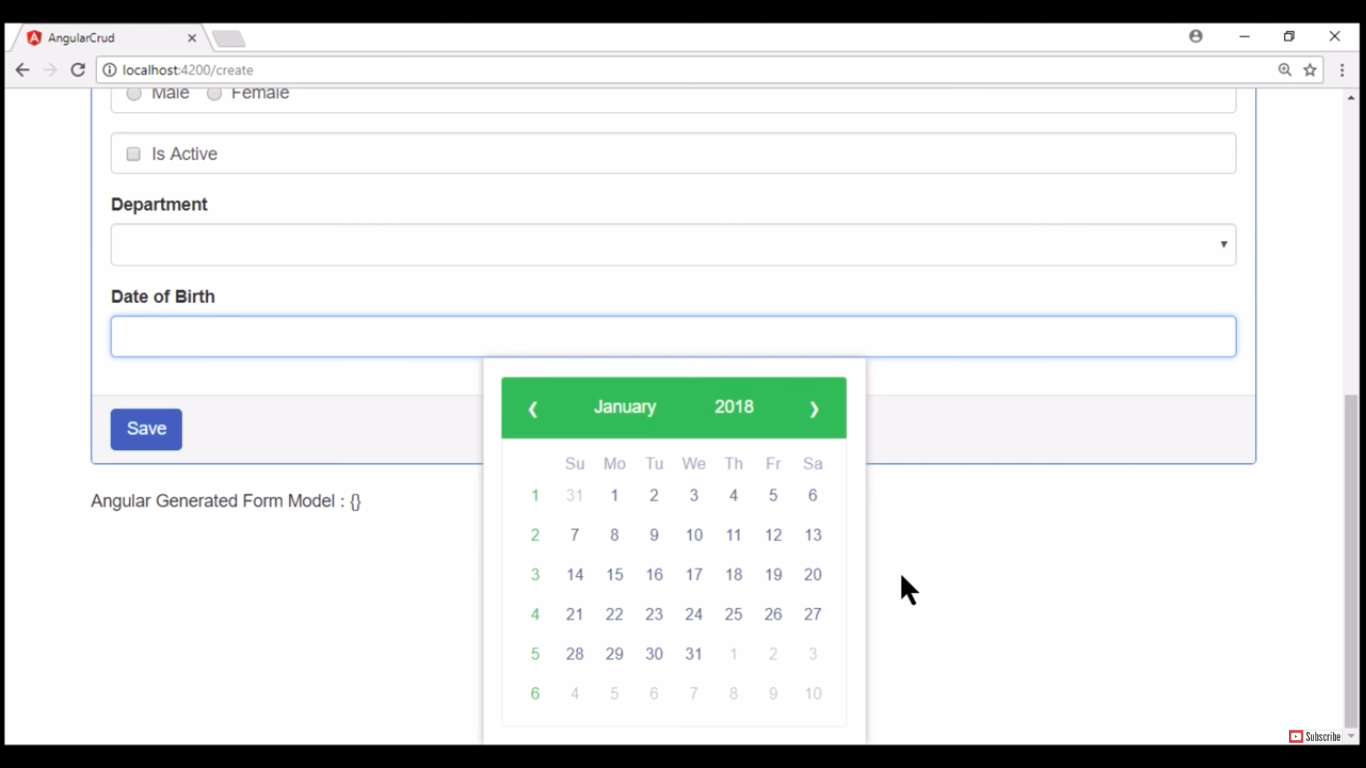 AngularCrud
localhost:4200/create
Male Female
Is Active
Department
Date of Birth
January 2018
Save
Su Mo Tu We Th Fr Sa
1 31 1 2 3 4 5 6
Angular Generated Form Model : {}
2 7 8 9 10 11 12 13
3 14 15 16 17 18 19 20
4 21 22 23 24 25 26 27
5 28 29 30 31 1 2 3
6 4 5 6 7 8 9 10
Subscribe